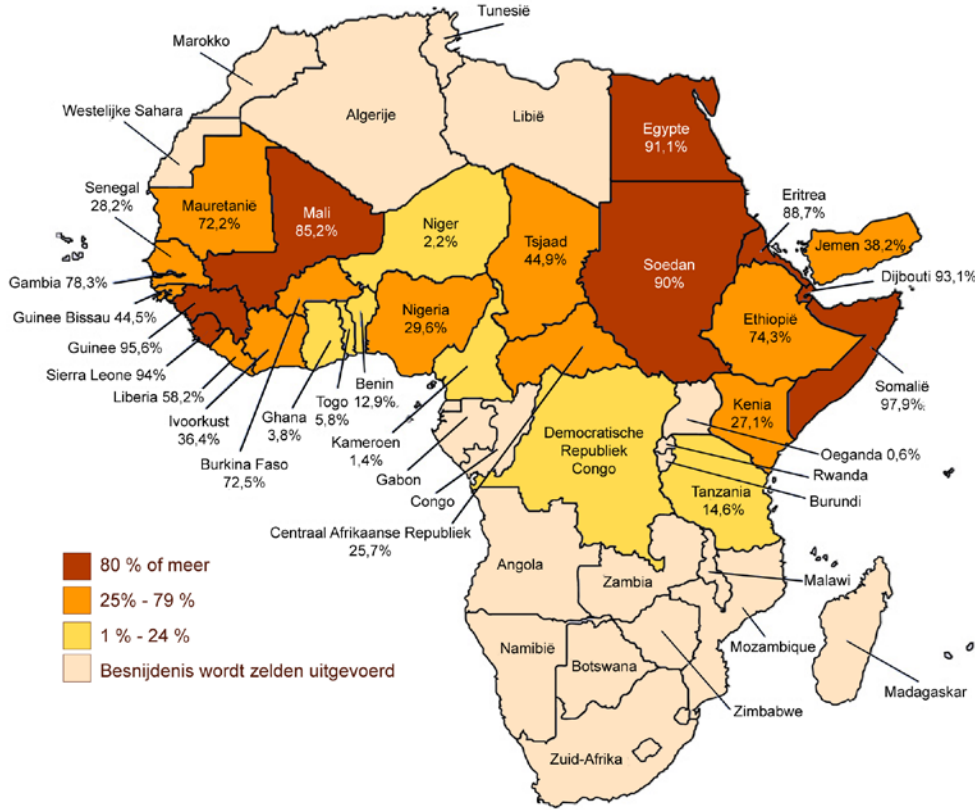 Tunesië
Marokko
Westelijke Sahara
Algerije
Libië
Egypte
91,1%
Senegal
28,2%
Mauretanië
72,2%
Mali
85,2%
Niger
2,2%
Tsjaad
44,9%
Soedan
90%
Eritrea
88,7%
Jemen 38,2%
Dijbouti 93,1%
Gambia 78,3%
Guinee Bissau 44,5%
Guinee 95,6%
Sierra Leone 94%
Liberia 58,2%
Ivoorkust
36,4%
Burkina Faso
72,5%
Ghana
3,8%
Togo
5,8%
Benin
12,9%
Nigeria
29,6%
Kameroen
1,4%
Gabon
Congo
Centraal Afrikaanse Republiek
25,7%
Ethiopië
74,3%
Somalië
97,9%
Kenia
27,1%
Oeganda 0,6%
Rwanda
Burundi
Democratische
Republiek
Congo
Tanzania
14,6%
Angola
Zambia
Malawi
Mozambique
Madagaskar
Namibië
Botswana
Zimbabwe
Zuid-Afrika
80 % of meer
25% - 79 %
1 % - 24 %
Besnijdenis wordt zelden uitgevoerd